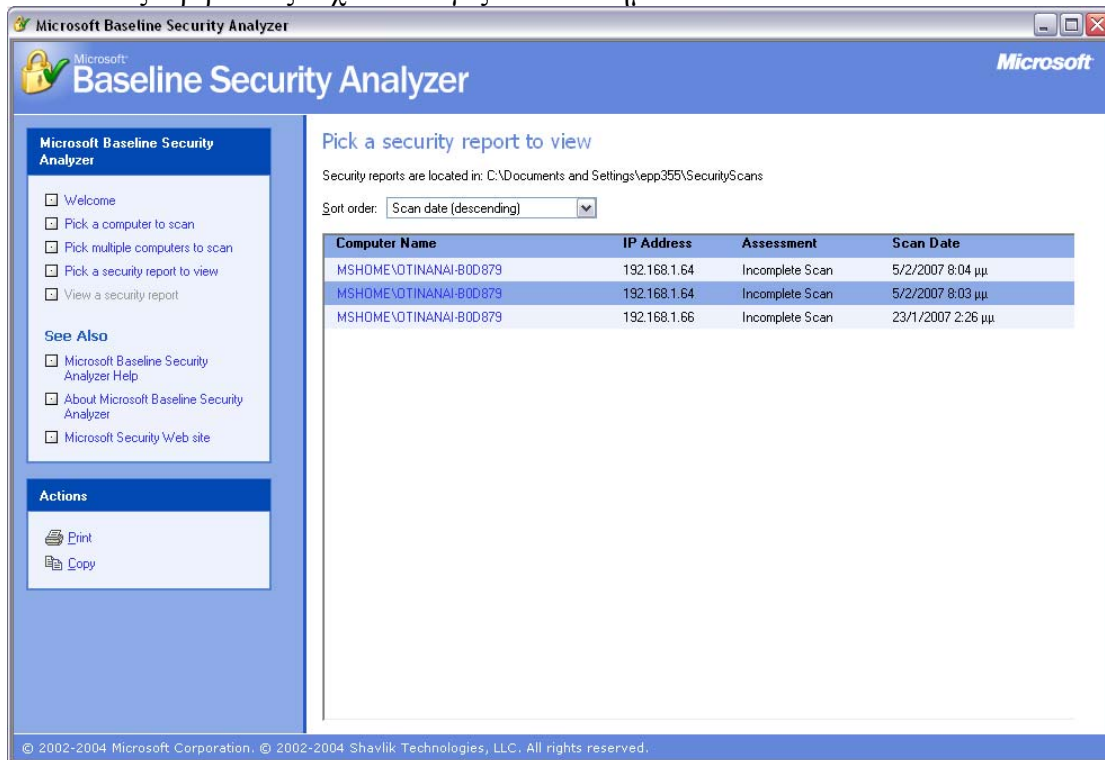 Microsoft Baseline Security Analyzer
Microsoft
Baseline Security Analyzer
Microsoft
Microsoft Baseline Security
Analyzer
Welcome
Pick a computer to scan
Pick multiple computers to scan
Pick a security report to view
View a security report
See Also
Microsoft Baseline Security
Analyzer Help
About Microsoft Baseline Security
Analyzer
Microsoft Security Web site
Actions
Print
Copy
Pick a security report to view
Security reports are located in: C:\Documents and Settings\epp355\SecurityScans
Sort order: Scan date (descending)
Computer Name IP Address Assessment Scan Date
MSHOME\OTINANAI-B0D879 192.168.1.64 Incomplete Scan 5/2/2007 8:04 μμ
MSHOME\OTINANAI-B0D879 192.168.1.64 Incomplete Scan 5/2/2007 8:03 μμ
MSHOME\OTINANAI-B0D879 192.168.1.66 Incomplete Scan 23/1/2007 2:26 μμ
© 2002-2004 Microsoft Corporation. © 2002-2004 Shavlik Technologies, LLC. All rights reserved.